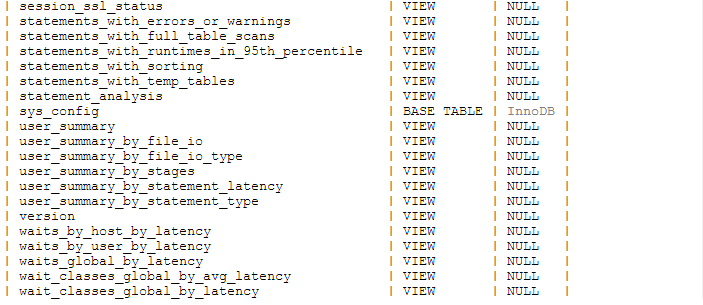 | session_ssl_status | VIEW | NULL |
| statements_with_errors_or_warnings | VIEW | NULL |
| statements_with_full_table_scans | VIEW | NULL |
| statements_with_runtimes_in_95th_percentile | VIEW | NULL |
| statements_with_sorting | VIEW | NULL |
| statements_with_temp_tables | VIEW | NULL |
| statement_analysis | VIEW | NULL |
| sys_config | BASE TABLE | InnoDB |
| user_summary | VIEW | NULL |
| user_summary_by_file_io | VIEW | NULL |
| user_summary_by_file_io_type | VIEW | NULL |
| user_summary_by_stages | VIEW | NULL |
| user_summary_by_statement_latency | VIEW | NULL |
| user_summary_by_statement_type | VIEW | NULL |
| version | VIEW | NULL |
| waits_by_host_by_latency | VIEW | NULL |
| waits_by_user_by_latency | VIEW | NULL |
| waits_global_by_latency | VIEW | NULL |
| wait_classes_global_by_avg_latency | VIEW | NULL |
| wait_classes_global_by_latency | VIEW | NULL |